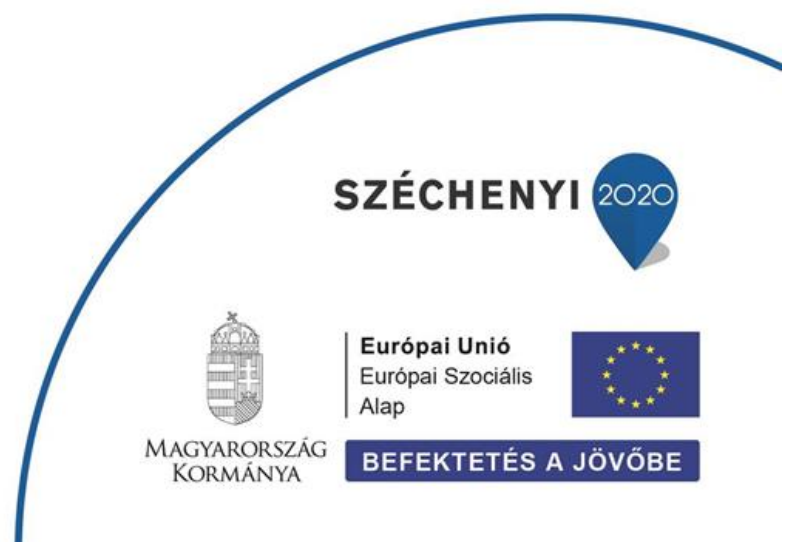 SZÉCHENYI 2020
Európai Unió
Európai Szociális
Alap
MAGYARORSZÁG
KORMÁNYA
BEFEKTETÉS A JÖVŐBE